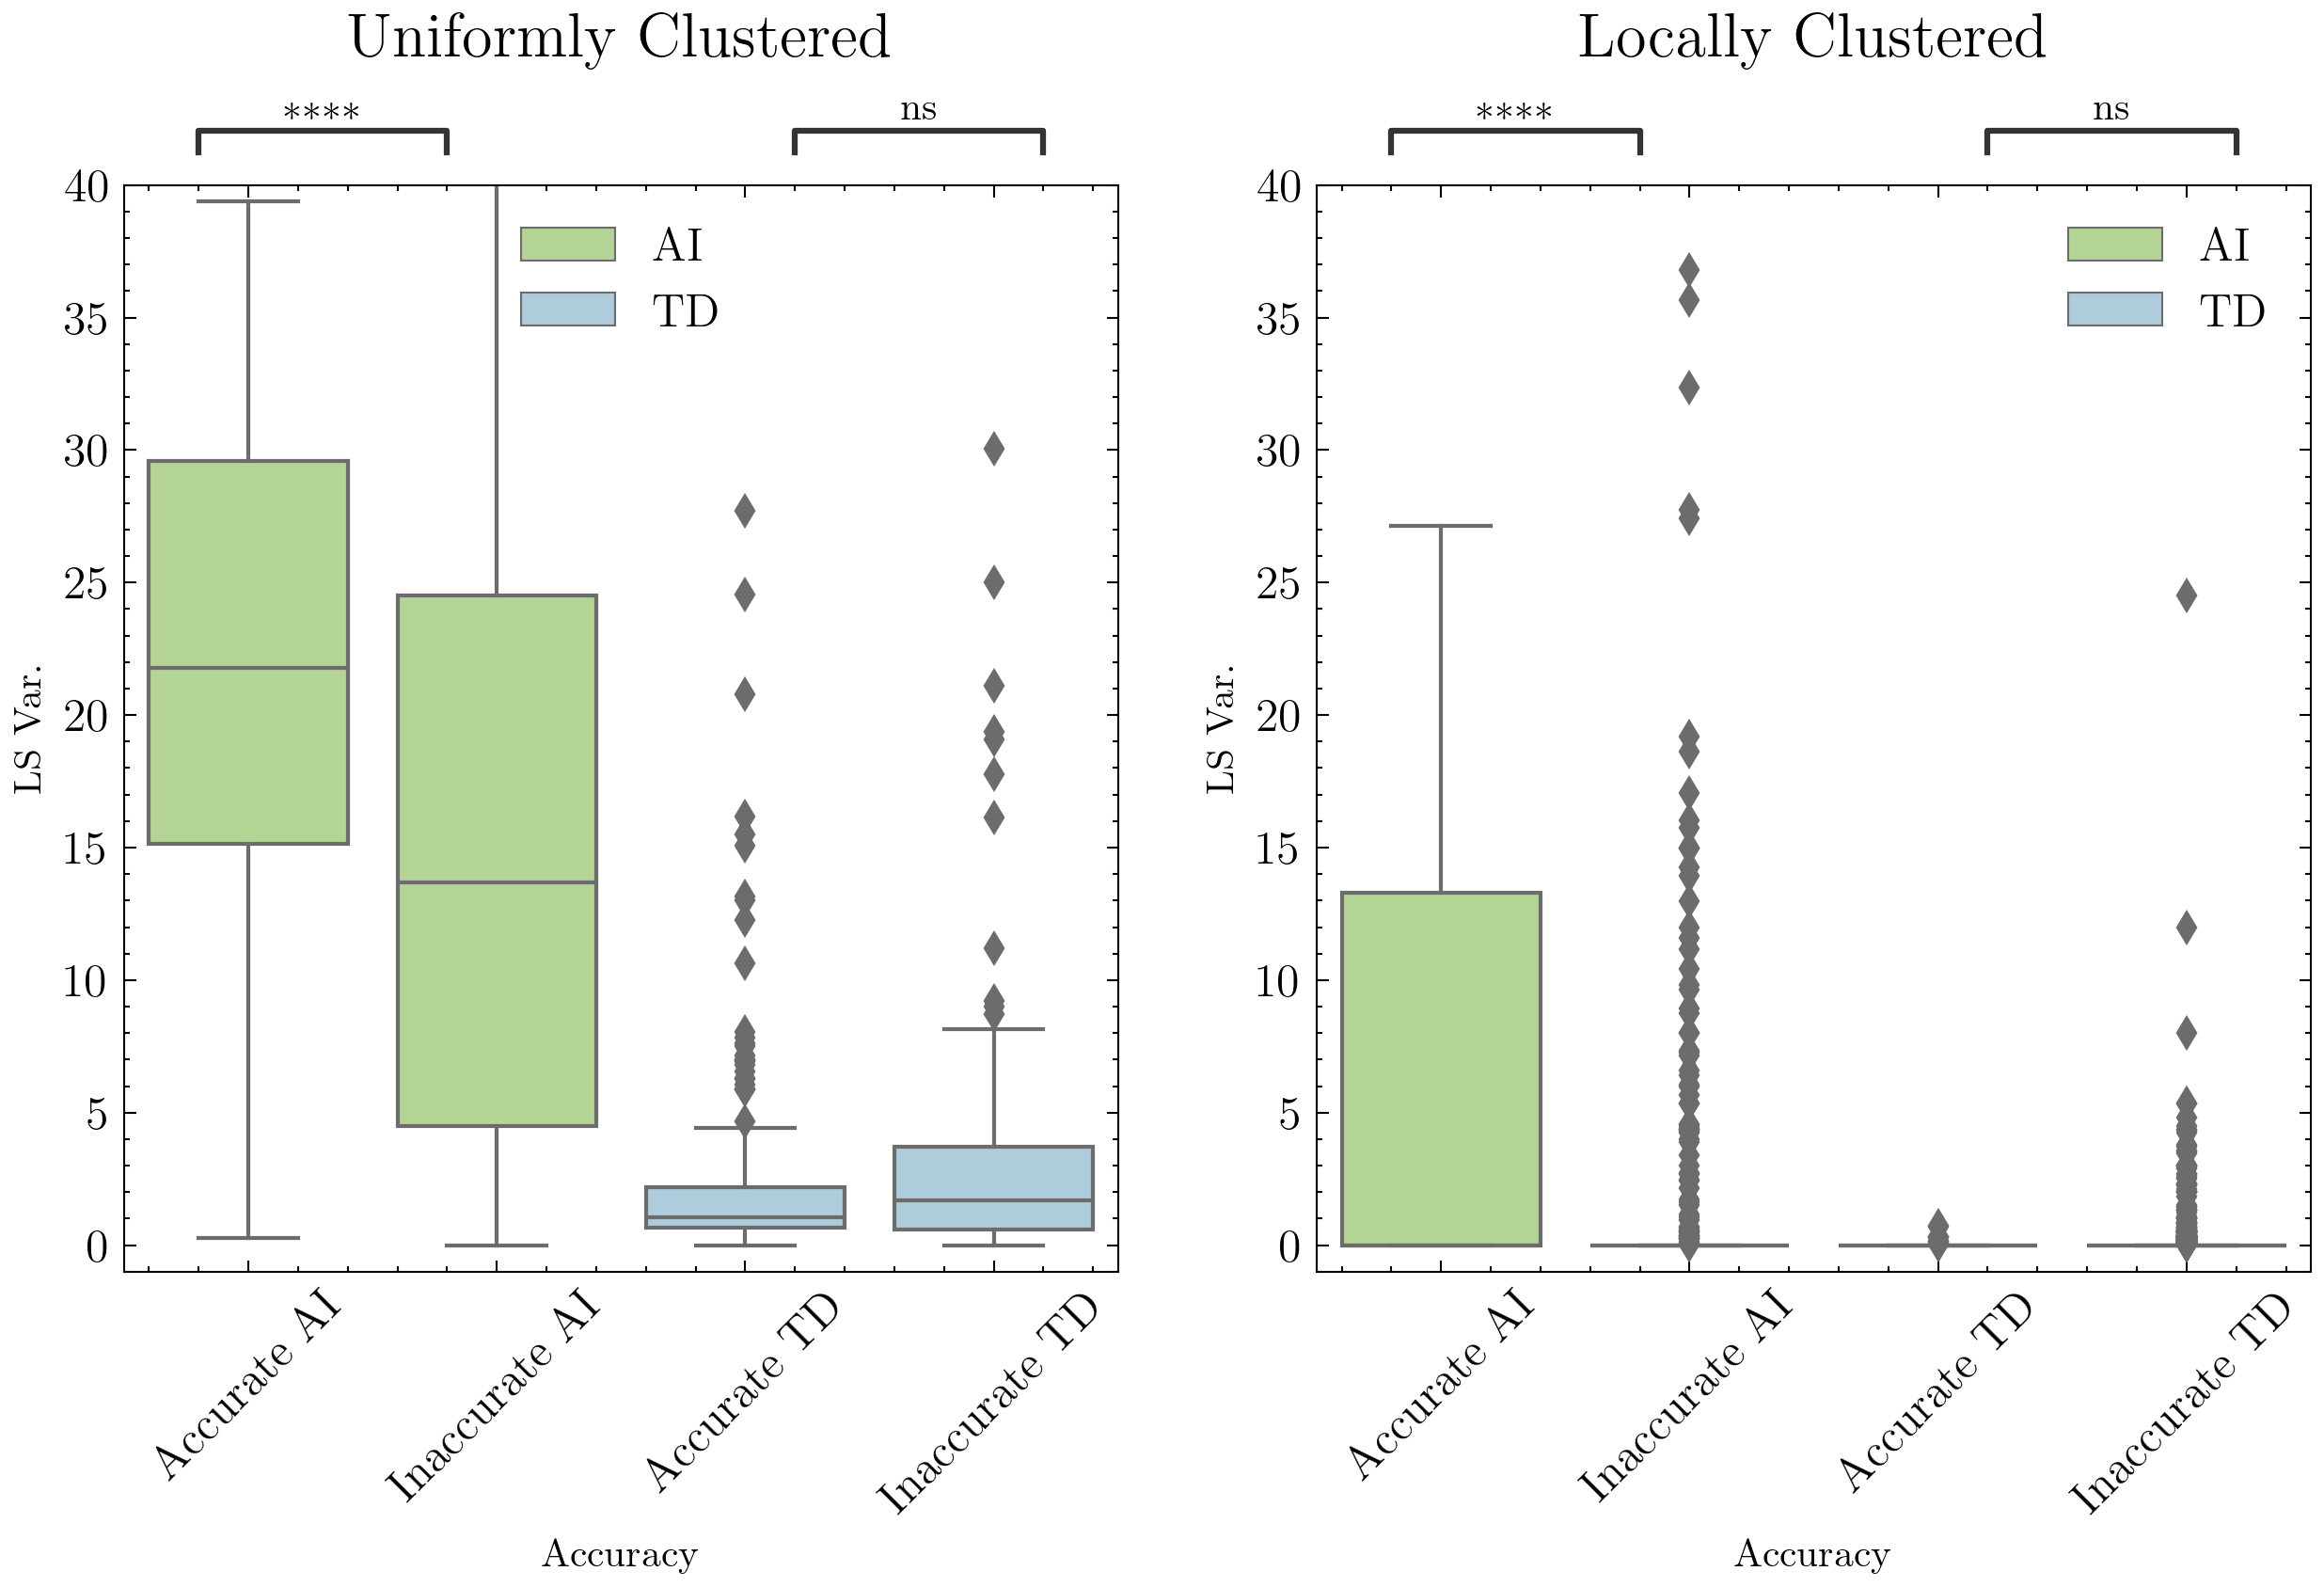 Uniformly Clustered
****
ns
40
35
30
25
20
15
10
5
0
LS Var.
AI
TD
Accurate AI
Inaccurate AI
Accurate TD
Inaccurate TD
Accuracy
Locally Clustered
****
ns
40
35
30
25
20
15
10
5
0
LS Var.
AI
TD
Accurate AI
Inaccurate AI
Accurate TD
Inaccurate TD
Accuracy